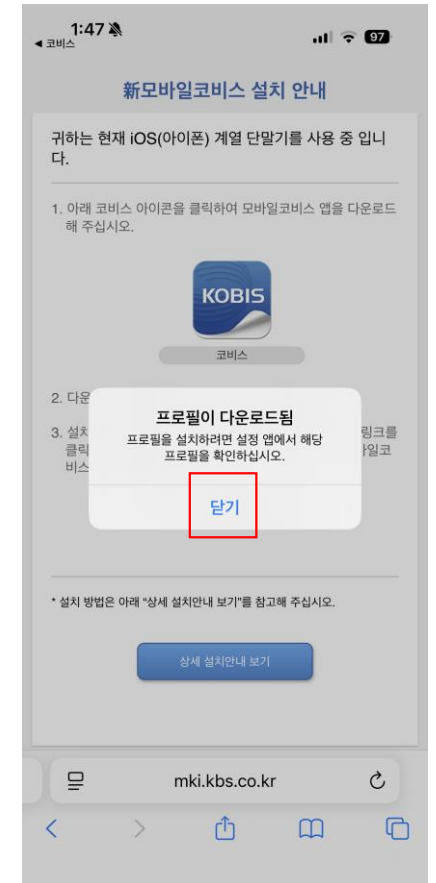 1:47
97
◀ 코비스
新모바일코비스 설치 안내
귀하는 현재 iOS(아이폰) 계열 단말기를 사용 중 입니
다.
1. 아래 코비스 아이콘을 클릭하여 모바일코비스 앱을 다운로드
해 주십시오.
KOBIS
코비스
2. 다운
프로필이 다운로드됨
3. 설치
프로필을 설치하려면 설정 앱에서 해당
링크를
클릭
프로필을 확인하십시오.
바일코
비스
닫기
* 설치 방법은 아래 “상세 설치안내 보기”를 참고해 주십시오.
상세 설치안내 보기
mki.kbs.co.kr